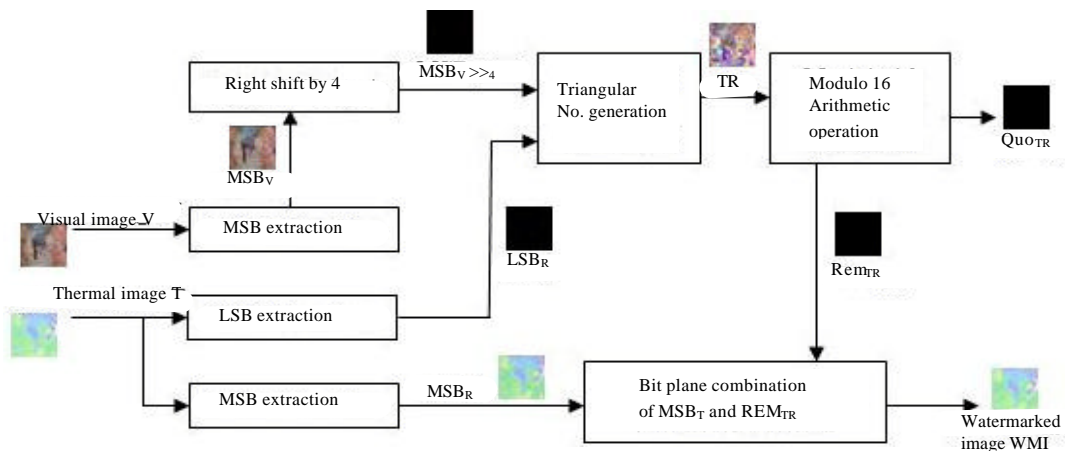 Right shift by 4
MSBV >>4
Triangular
No. generation
TR
Modulo 16
Arithmetic
operation
QuoTR
MSBV
Visual image V
MSB extraction
LSBR
RemTR
Thermal image T
LSB extraction
MSB extraction
MSBR
Bit plane combination
of MSBT and REMTR
Watermarked
image WMI